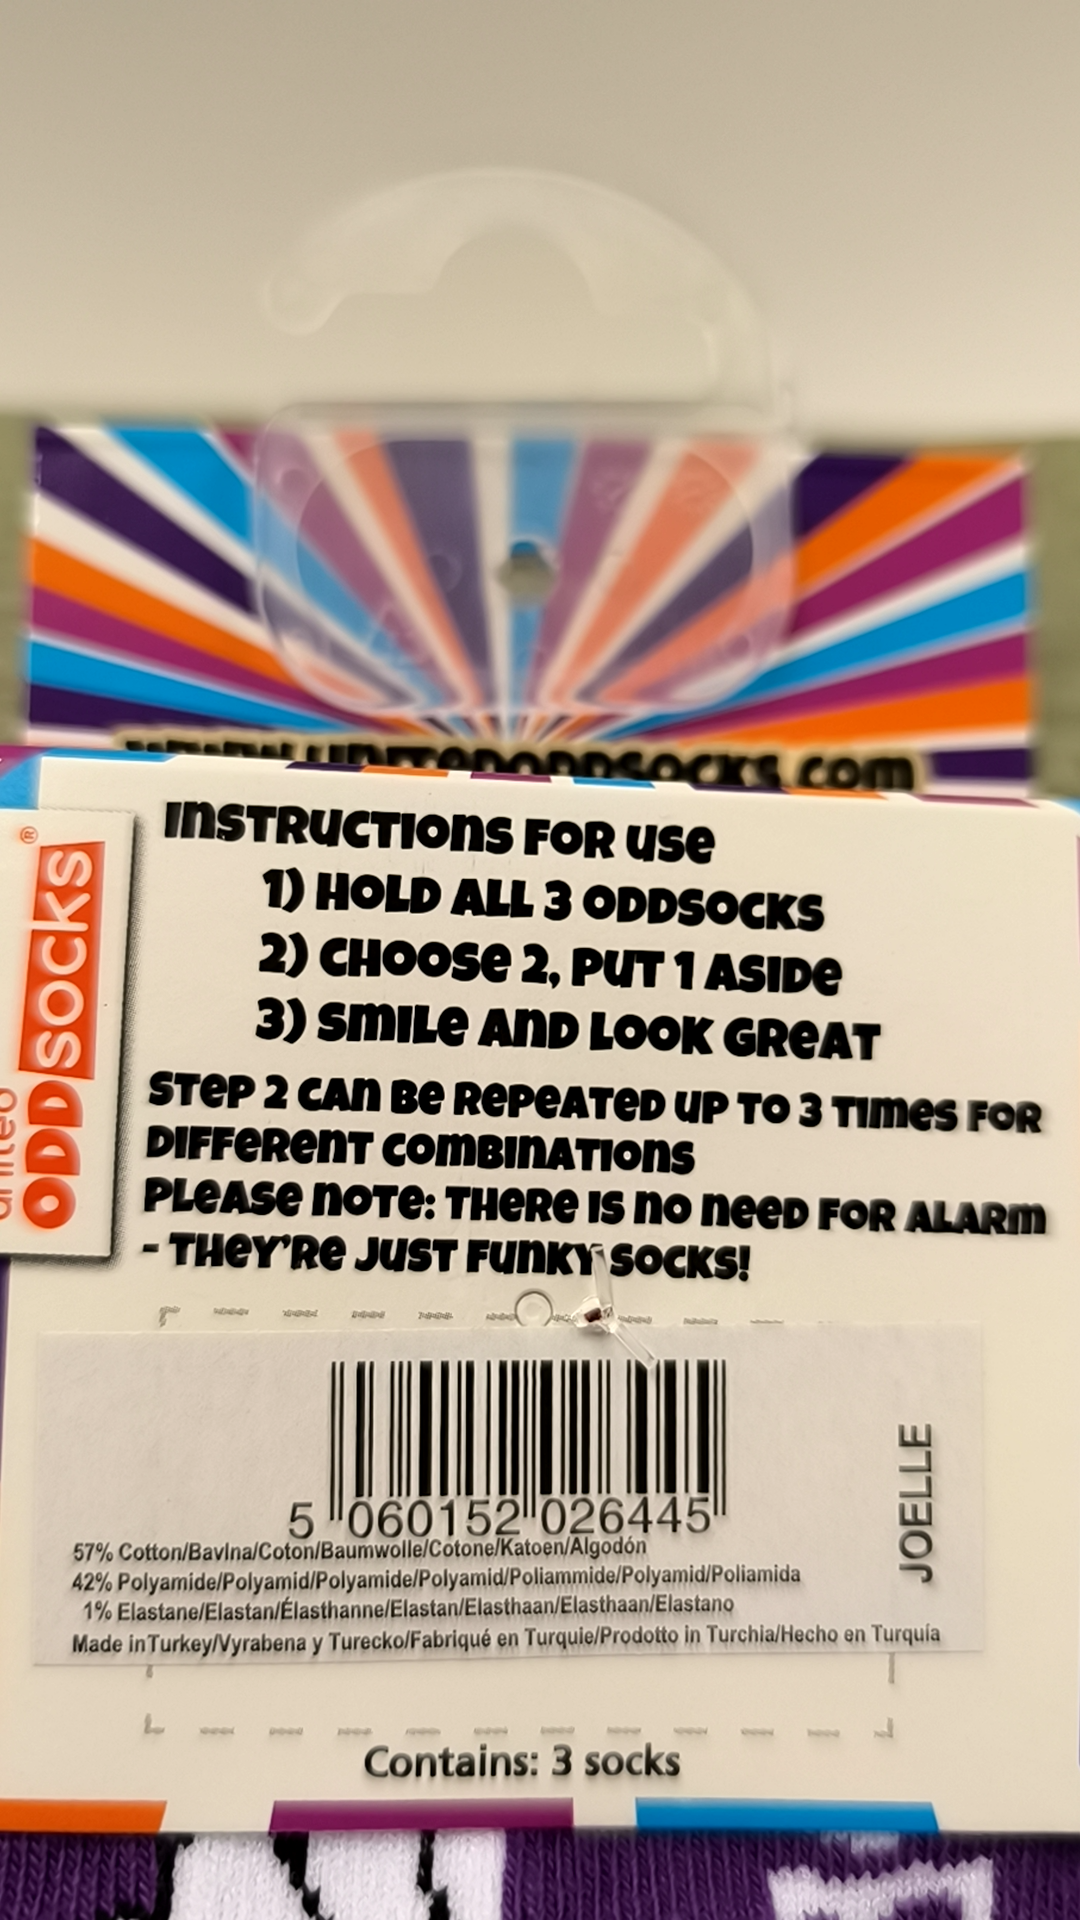 www.unitedoddsocks.com
INSTRUCTIONS FOR USE
1) HOLD ALL 3 ODDSOCKS
2) CHOOSE 2, PUT 1 ASIDE
3) SMILE AND LOOK GREAT
STEP 2 CAN BE REPEATED UP TO 3 TIMES FOR
DIFFERENT COMBINATIONS
PLEASE NOTE: THERE IS NO NEED FOR ALARM
- THEY'RE JUST FUNKY SOCKS!
united
ODDSOCKS®
5 060152 026445
JOELLE
57% Cotton/Bavlna/Coton/Baumwolle/Cotone/Katoen/Algodón
42% Polyamide/Polyamid/Polyamide/Polyamid/Poliammide/Polyamid/Poliamida
1% Elastane/Elastan/Élasthanne/Elastan/Elasthaan/Elasthaan/Elastano
Made in Turkey/Vyrabena y Turecko/Fabriqué en Turquie/Prodotto in Turchia/Hecho en Turquía
Contains: 3 socks